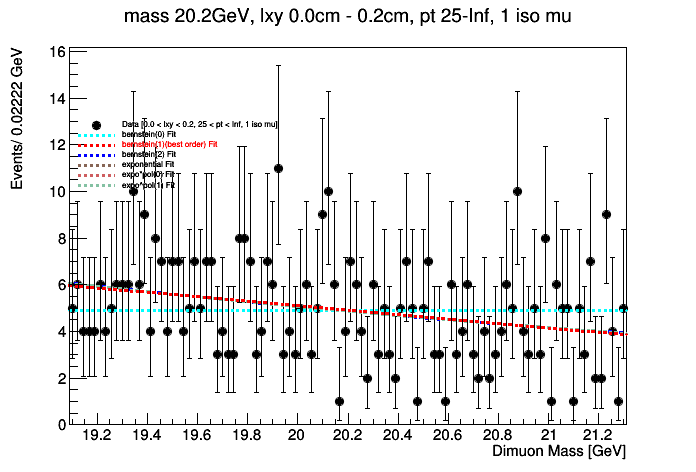 mass 20.2GeV, lxy 0.0cm - 0.2cm, pt 25-Inf, 1 iso mu
Events/ 0.02222 GeV
16
14
12
10
8
6
4
2
0
Data [0.0 < lxy < 0.2, 25 < pt < Inf, 1 iso mu]
bernstein(0) Fit
bernstein(1)(best order) Fit
bernstein(2) Fit
exponential Fit
expo*pol(0) Fit
expo*pol(1) Fit
19.2 19.4 19.6 19.8 20 20.2 20.4 20.6 20.8 21 21.2
Dimuon Mass [GeV]